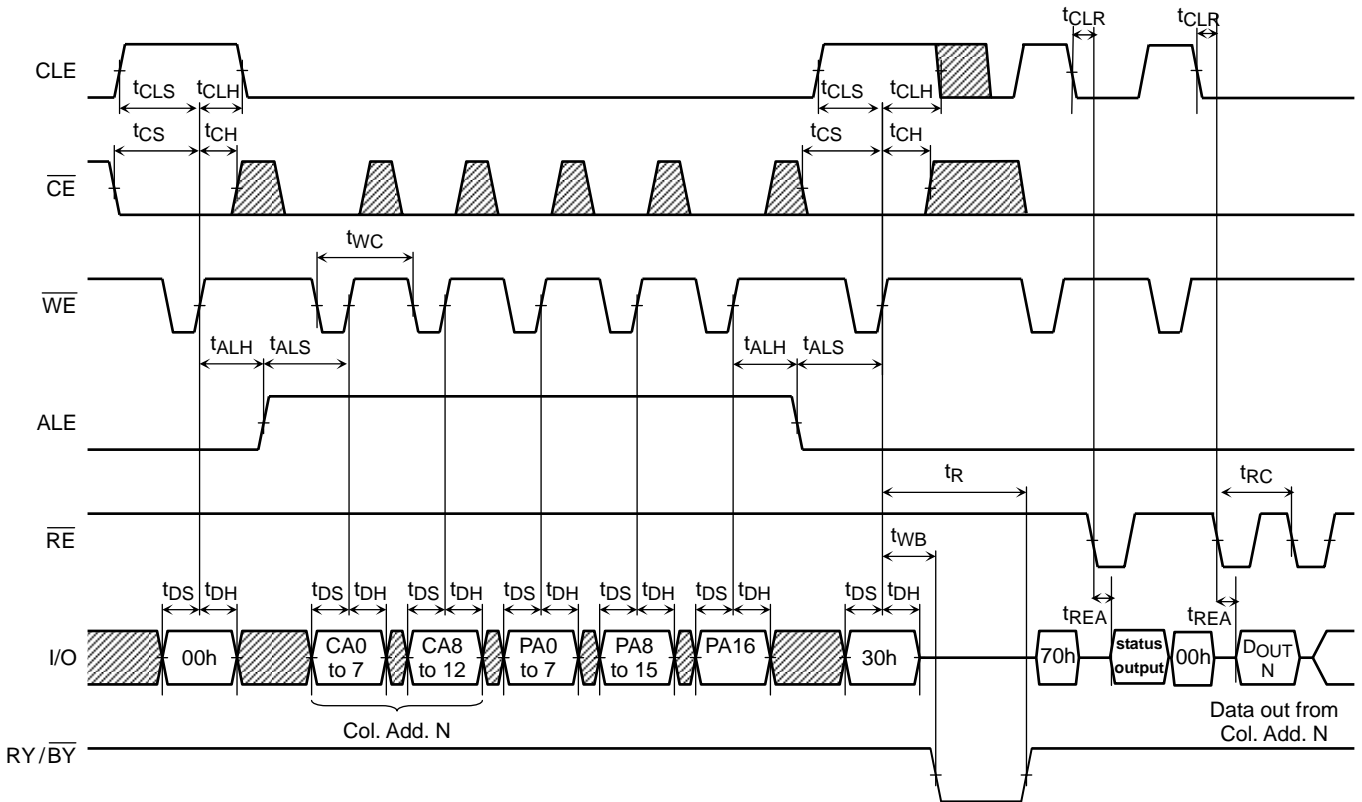 tCLR tCLR
CLE
tCLS tCLH tCLS tCLH
tCS tCH tCS tCH
CE
tWC
WE
tALH tALS tALH tALS
ALE
tR tRC
RE
tWB
tDS tDH tDS tDH tDS tDH tDS tDH tDS tDH tDS tDH tDS tDH
tREA tREA
I/O 00h CA0 to 7 CA8 to 12 PA0 to 7 PA8 to 15 PA16 30h 70h status output 00h DOUT N
Col. Add. N
Data out from
Col. Add. N
RY/BY